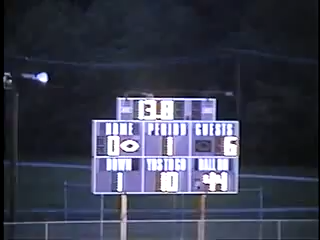 13:8
HOME PERIOD GUESTS
0 1 6
DOWN YDS TO GO BALL ON
1 10 44